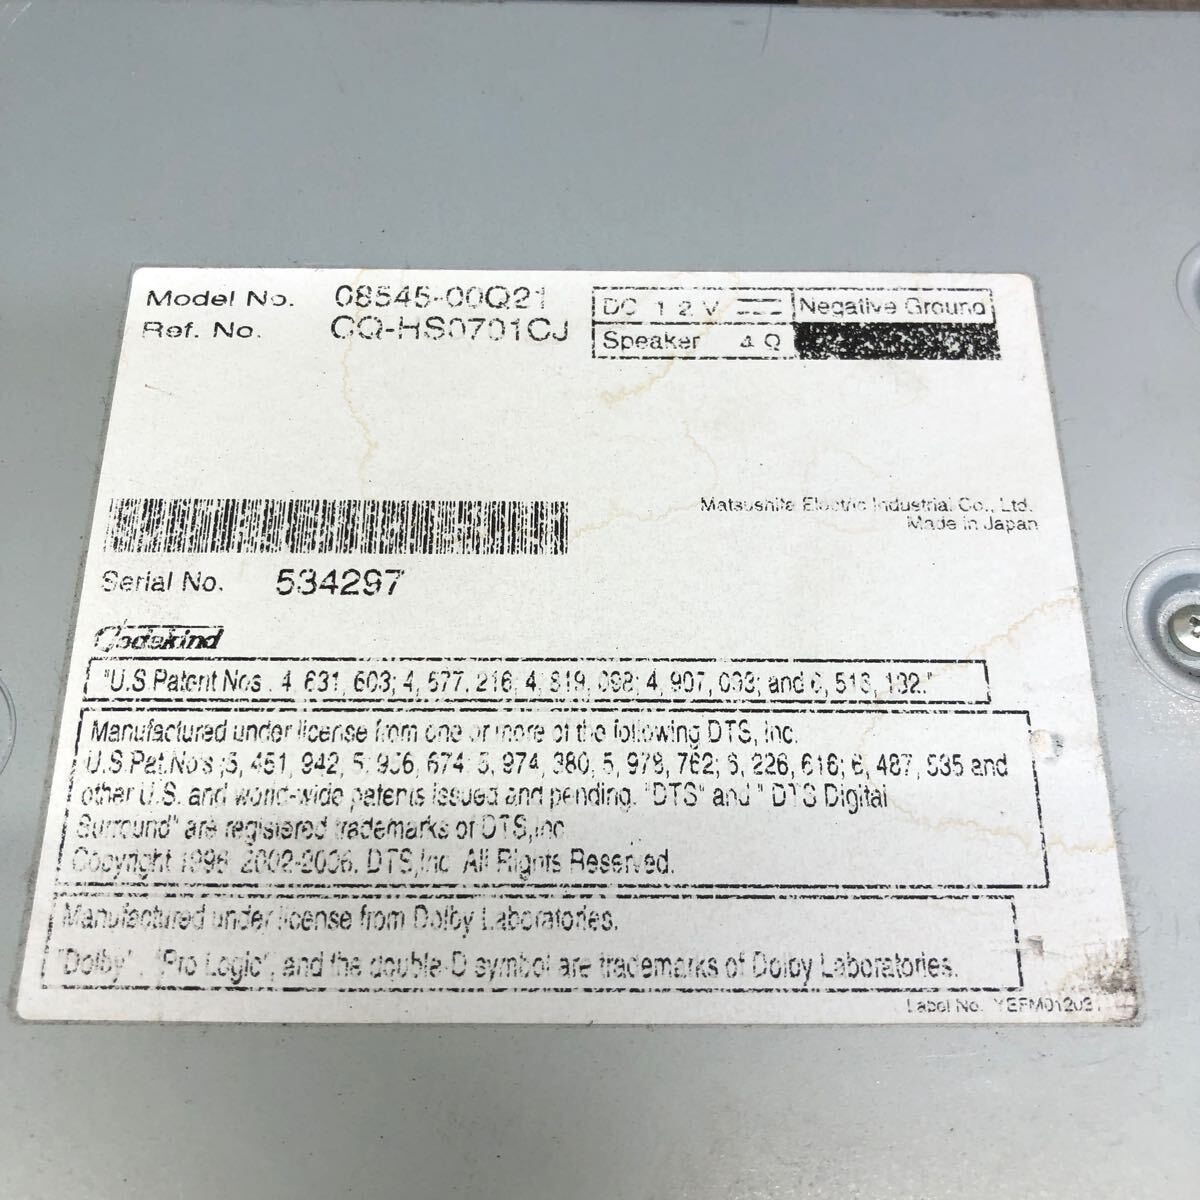 Model No. 08545-00Q21
Ref. No. CQ-HS0701CJ
DC 12V Negative Ground
Speaker 4Ω
Matsushita Electric Industrial Co., Ltd.
Made in Japan
Serial No. 534297
Codekind
"U.S.Patent Nos. 4,631,603; 4,577,216; 4,819,098; 4,907,093; and 6,516,132."
Manufactured under license from one or more of the following DTS, Inc.
U.S.Pat.No's ;5,451,942; 5,956,674; 5,974,380; 5,978,762; 6,226,616; 6,487,535 and
other U.S. and world-wide patents issued and pending. "DTS" and " DTS Digital
Surround" are registered trademarks of DTS,Inc.
Copyright 1996, 2002-2006. DTS,Inc. All Rights Reserved.
Manufactured under license from Dolby Laboratories.
"Dolby", "Pro Logic", and the double-D symbol are trademarks of Dolby Laboratories.
Label No.